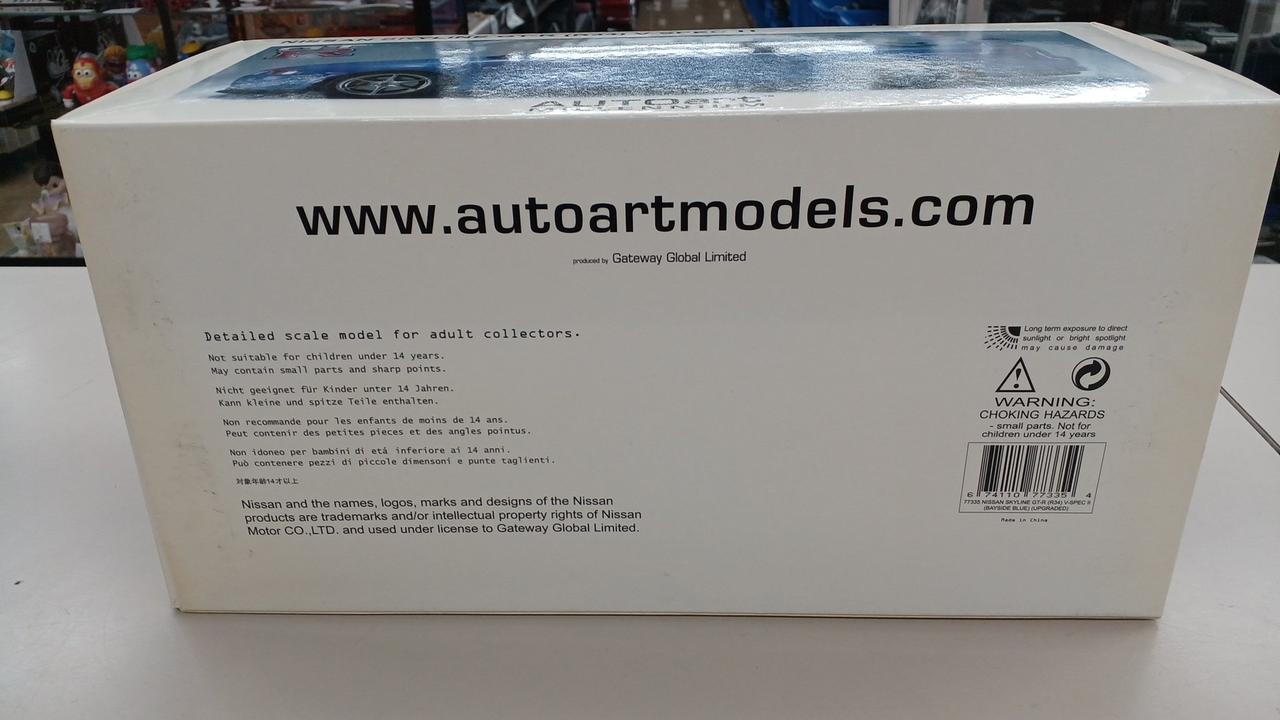 AUTOart
MILLENNIUM
www.autoartmodels.com
produced by Gateway Global Limited
Detailed scale model for adult collectors.
Not suitable for children under 14 years.
May contain small parts and sharp points.
Nicht geeignet für Kinder unter 14 Jahren.
Kann kleine und spitze Teile enthalten.
Non recommande pour les enfants de moins de 14 ans.
Peut contenir des petites pieces et des angles pointus.
Non idoneo per bambini di etá inferiore ai 14 anni.
Può contenere pezzi di piccole dimensoni e punte taglienti.
対象年齢14才以上
Nissan and the names, logos, marks and designs of the Nissan
products are trademarks and/or intellectual property rights of Nissan
Motor CO.,LTD. and used under license to Gateway Global Limited.
Long term exposure to direct
sunlight or bright spotlight
may cause damage
WARNING:
CHOKING HAZARDS
- small parts. Not for
children under 14 years
6 74110 77335 4
77335 NISSAN SKYLINE GT-R (R34) V-SPEC II
(BAYSIDE BLUE) (UPGRADED)
Made in China